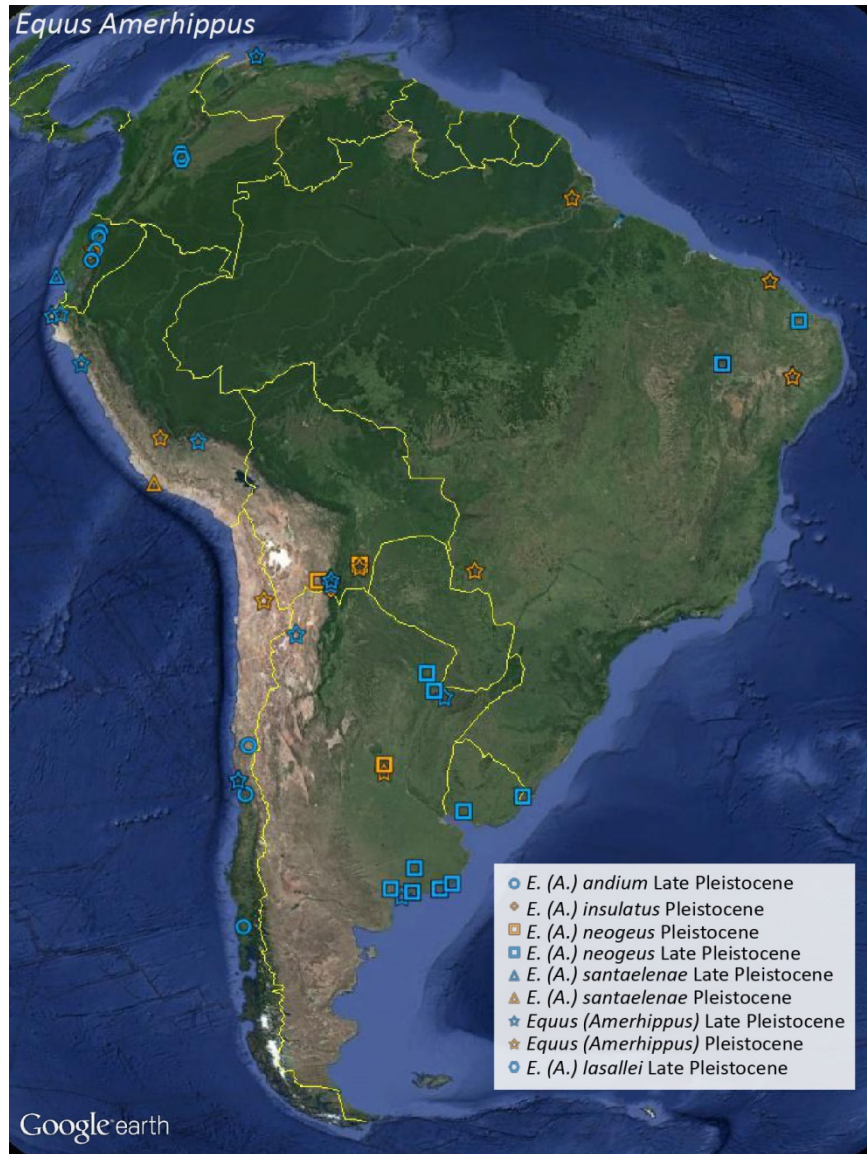 Equus Amerhippus
E. (A.) andium Late Pleistocene
E. (A.) insulatus Pleistocene
E. (A.) neogeus Pleistocene
E. (A.) neogeus Late Pleistocene
E. (A.) santaelenae Late Pleistocene
E. (A.) santaelenae Pleistocene
Equus (Amerhippus) Late Pleistocene
Equus (Amerhippus) Pleistocene
E. (A.) lasallei Late Pleistocene
Google earth